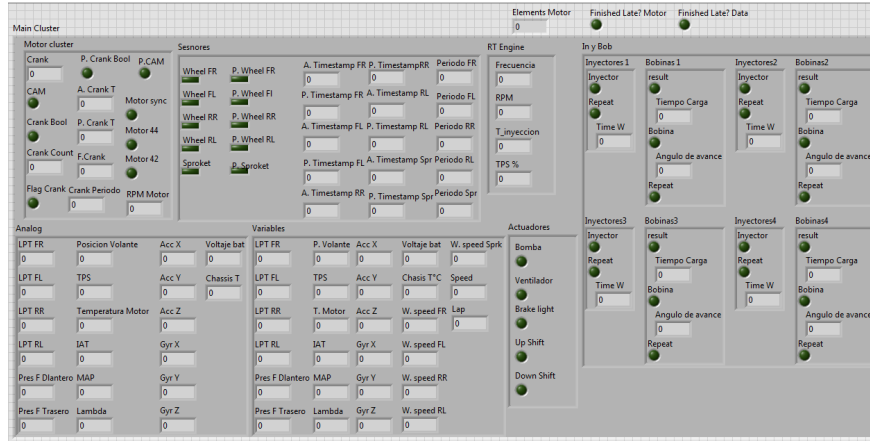 Elements Motor
0
Finished Late? Motor
Finished Late? Data
Main Cluster
Motor cluster
Crank
0
P. Crank Bool
P.CAM
CAM
A. Crank T
0
Motor sync
Crank Bool
P. Crank T
0
Motor 44
Crank Count
0
F.Crank
0
Motor 42
Flag Crank
Crank Periodo
0
RPM Motor
0
Sesnores
Wheel FR
P. Wheel FR
Wheel FL
P. Wheel Fl
Wheel RR
P. Wheel RR
Wheel RL
P. Wheel RL
Sproket
P. Sproket
A. Timestamp FR
0
P. TimestampRR
0
Periodo FR
0
P. Timestamp FR
0
A. Timestamp RL
0
Periodo FL
0
A. Timestamp FL
0
P. Timestamp RL
0
Periodo RR
0
P. Timestamp FL
0
A. Timestamp Spr
0
Periodo RL
0
A. Timestamp RR
0
P. Timestamp Spr
0
Periodo Spr
0
RT Engine
Frecuencia
0
RPM
0
T_inyeccion
0
TPS %
0
In y Bob
Inyectores 1
Inyector
Repeat
Time W
0
Bobinas 1
result
Tiempo Carga
0
Bobina
Angulo de avance
0
Repeat
Inyectores2
Inyector
Repeat
Time W
0
Bobinas2
result
Tiempo Carga
0
Bobina
Angulo de avance
0
Repeat
Inyectores3
Inyector
Repeat
Time W
0
Bobinas3
result
Tiempo Carga
0
Bobina
Angulo de avance
0
Repeat
Inyectores4
Inyector
Repeat
Time W
0
Bobinas4
result
Tiempo Carga
0
Bobina
Angulo de avance
0
Repeat
Analog
LPT FR
0
Posicion Volante
0
Acc X
0
Voltaje bat
0
LPT FL
0
TPS
0
Acc Y
0
Chassis T
0
LPT RR
0
Temperatura Motor
0
Acc Z
0
LPT RL
0
IAT
0
Gyr X
0
Pres F Dlantero
0
MAP
0
Gyr Y
0
Pres F Trasero
0
Lambda
0
Gyr Z
0
Variables
LPT FR
0
P. Volante
0
Acc X
0
Voltaje bat
0
W. speed Sprk
0
LPT FL
0
TPS
0
Acc Y
0
Chasis T°C
0
Speed
0
LPT RR
0
T. Motor
0
Acc Z
0
W. speed FR
0
Lap
0
LPT RL
0
IAT
0
Gyr X
0
W. speed FL
0
Pres F Dlantero
0
MAP
0
Gyr Y
0
W. speed RR
0
Pres F Trasero
0
Lambda
0
Gyr Z
0
W. speed RL
0
Actuadores
Bomba
Ventilador
Brake light
Up Shift
Down Shift